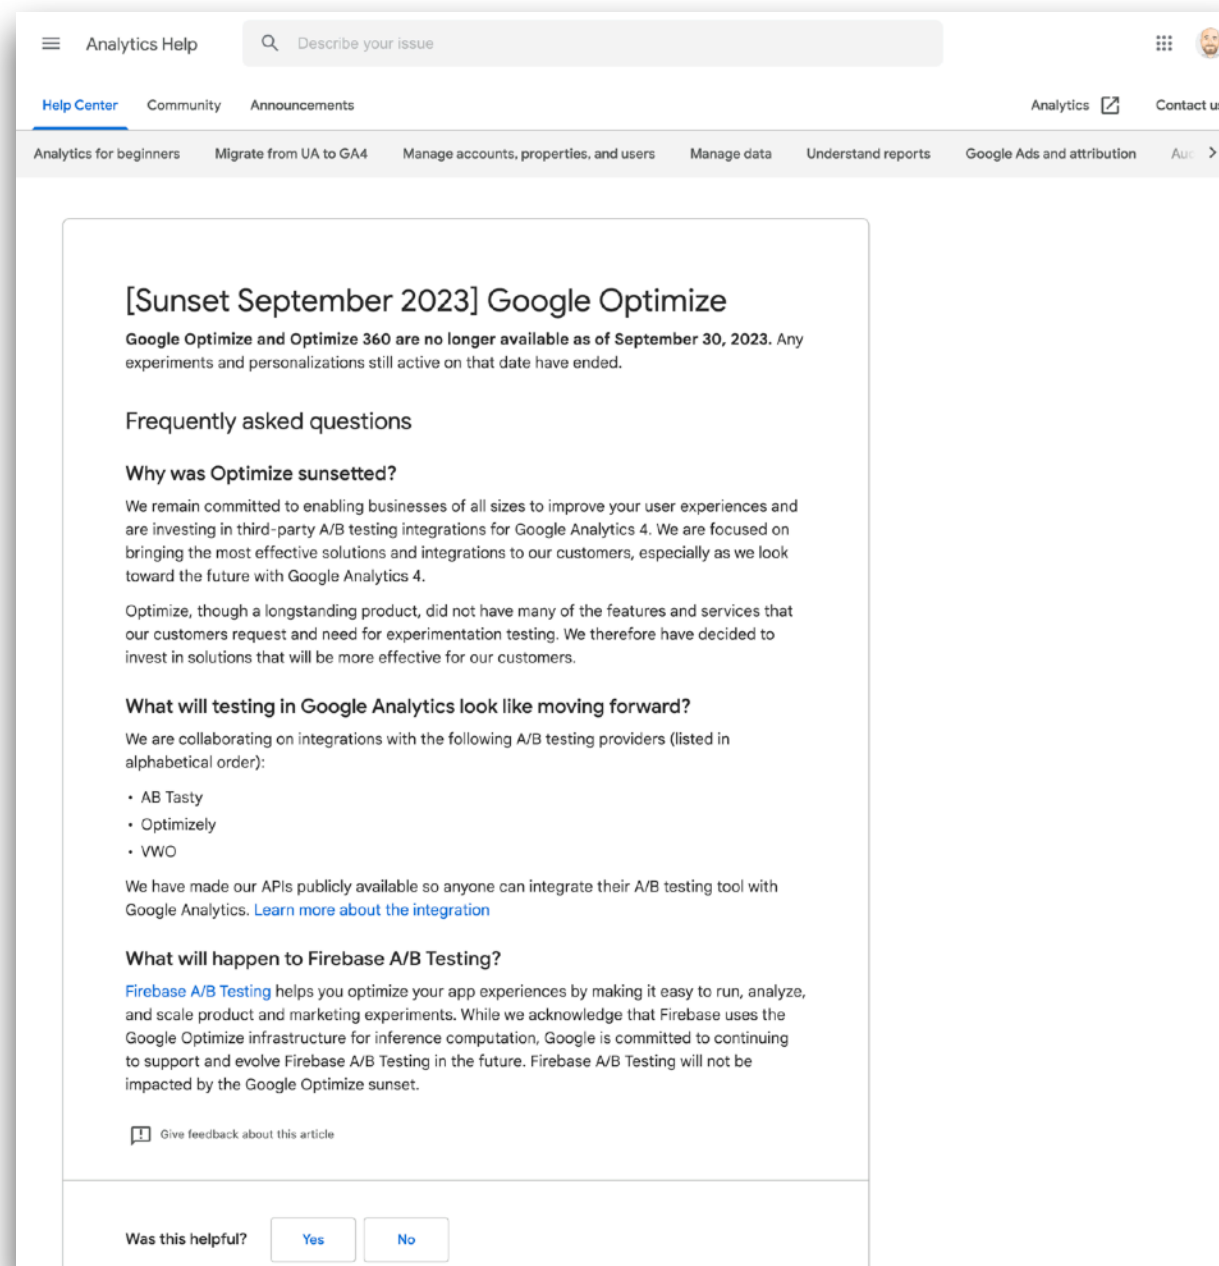 Analytics Help
Describe your issue
Help Center Community Announcements Analytics Contact us
Analytics for beginners Migrate from UA to GA4 Manage accounts, properties, and users Manage data Understand reports Google Ads and attribution
[Sunset September 2023] Google Optimize
Google Optimize and Optimize 360 are no longer available as of September 30, 2023. Any
experiments and personalizations still active on that date have ended.
Frequently asked questions
Why was Optimize sunsetted?
We remain committed to enabling businesses of all sizes to improve your user experiences and
are investing in third-party A/B testing integrations for Google Analytics 4. We are focused on
bringing the most effective solutions and integrations to our customers, especially as we look
toward the future with Google Analytics 4.
Optimize, though a longstanding product, did not have many of the features and services that
our customers request and need for experimentation testing. We therefore have decided to
invest in solutions that will be more effective for our customers.
What will testing in Google Analytics look like moving forward?
We are collaborating on integrations with the following A/B testing providers (listed in
alphabetical order):
• AB Tasty
• Optimizely
• VWO
We have made our APIs publicly available so anyone can integrate their A/B testing tool with
Google Analytics. Learn more about the integration
What will happen to Firebase A/B Testing?
Firebase A/B Testing helps you optimize your app experiences by making it easy to run, analyze,
and scale product and marketing experiments. While we acknowledge that Firebase uses the
Google Optimize infrastructure for inference computation, Google is committed to continuing
to support and evolve Firebase A/B Testing in the future. Firebase A/B Testing will not be
impacted by the Google Optimize sunset.
Give feedback about this article
Was this helpful? Yes No